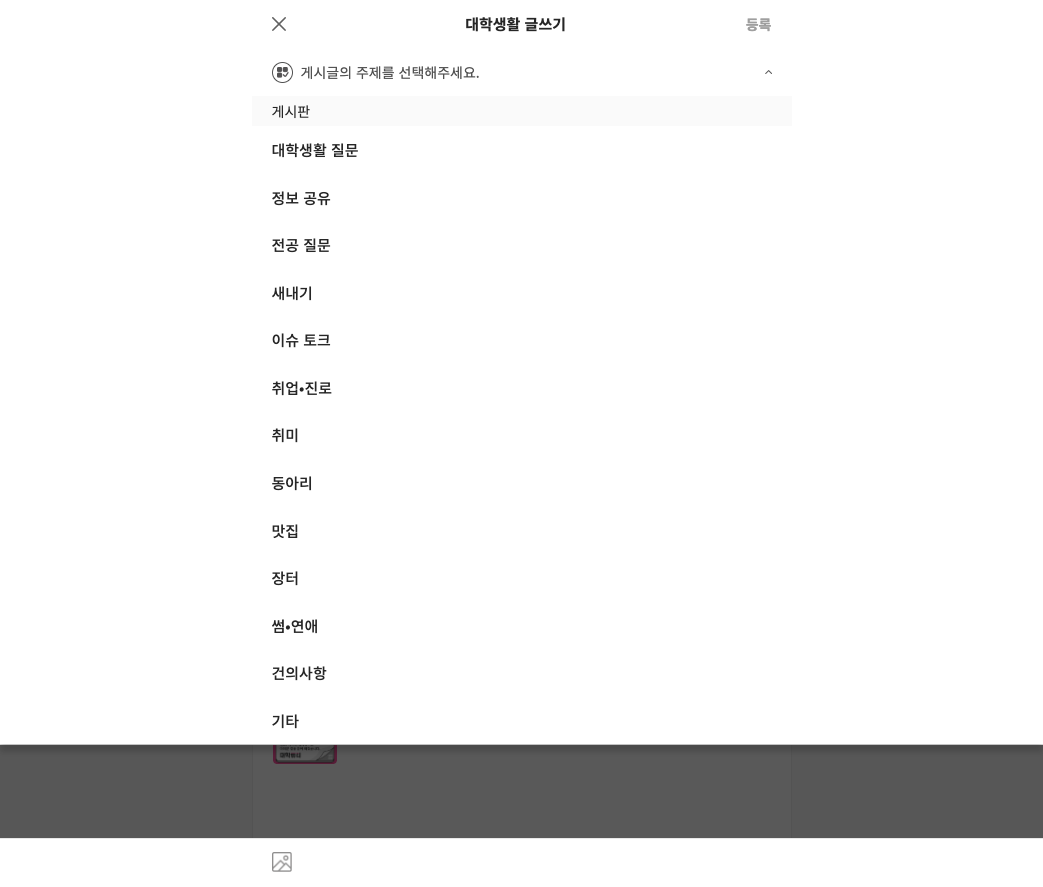 대학생활 글쓰기
등록
게시글의 주제를 선택해주세요.
게시판
대학생활 질문
정보 공유
전공 질문
새내기
이슈 토크
취업•진로
취미
동아리
맛집
장터
썸•연애
건의사항
기타